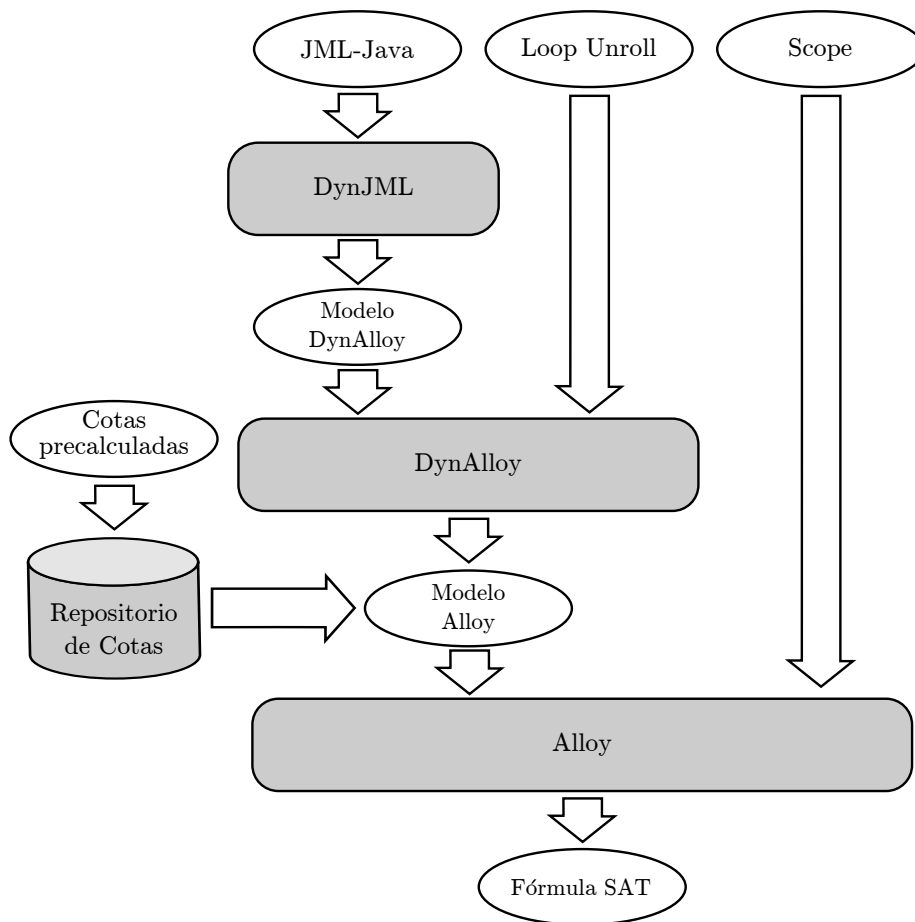 JML-Java
Loop Unroll
Scope
DynJML
Modelo
DynAlloy
Cotas
precalculadas
DynAlloy
Repositorio
de Cotas
Modelo
Alloy
Alloy
Fórmula SAT